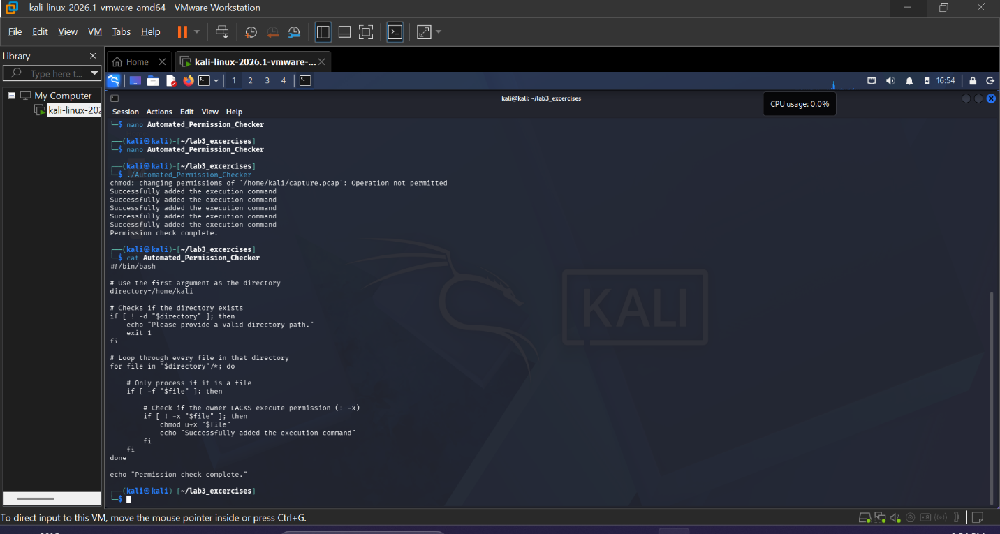 kali-linux-2026.1-vmware-amd64 - VMware Workstation
File Edit View VM Tabs Help
Library
Home
kali-linux-2026.1-vmware-...
Type here t...
1 2 3 4
16:54
My Computer
kali-linux-202
kali@kali: ~/lab3_excercises
CPU usage: 0.0%
Session Actions Edit View Help
└─$ nano Automated_Permission_Checker
┌──(kali㉿kali)-[~/lab3_excercises]
└─$ nano Automated_Permission_Checker
┌──(kali㉿kali)-[~/lab3_excercises]
└─$ ./Automated_Permission_Checker
chmod: changing permissions of '/home/kali/capture.pcap': Operation not permitted
Successfully added the execution command
Successfully added the execution command
Successfully added the execution command
Successfully added the execution command
Successfully added the execution command
Permission check complete.
┌──(kali㉿kali)-[~/lab3_excercises]
└─$ cat Automated_Permission_Checker
#!/bin/bash
# Use the first argument as the directory
directory=/home/kali
# Checks if the directory exists
if [ ! -d "$directory" ]; then
echo "Please provide a valid directory path."
exit 1
fi
# Loop through every file in that directory
for file in "$directory"/*; do
# Only process if it is a file
if [ -f "$file" ]; then
# Check if the owner LACKS execute permission (! -x)
if [ ! -x "$file" ]; then
chmod u+x "$file"
echo "Successfully added the execution command"
fi
fi
done
echo "Permission check complete."
┌──(kali㉿kali)-[~/lab3_excercises]
└─$
KALI
To direct input to this VM, move the mouse pointer inside or press Ctrl+G.